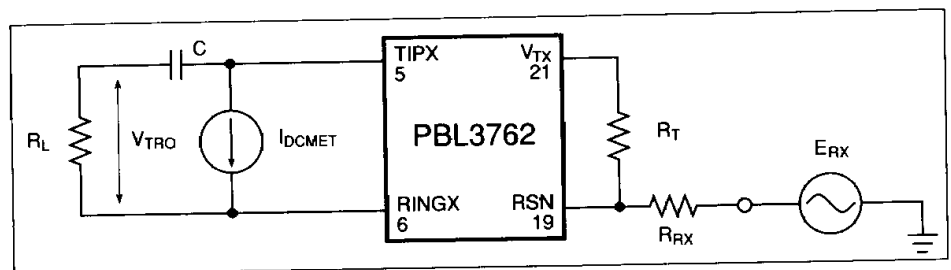 C
TIPX
5
V_TX
21
R_L
V_TRO
I_DCMET
PBL3762
R_T
E_RX
RINGX
6
RSN
19
R_RX